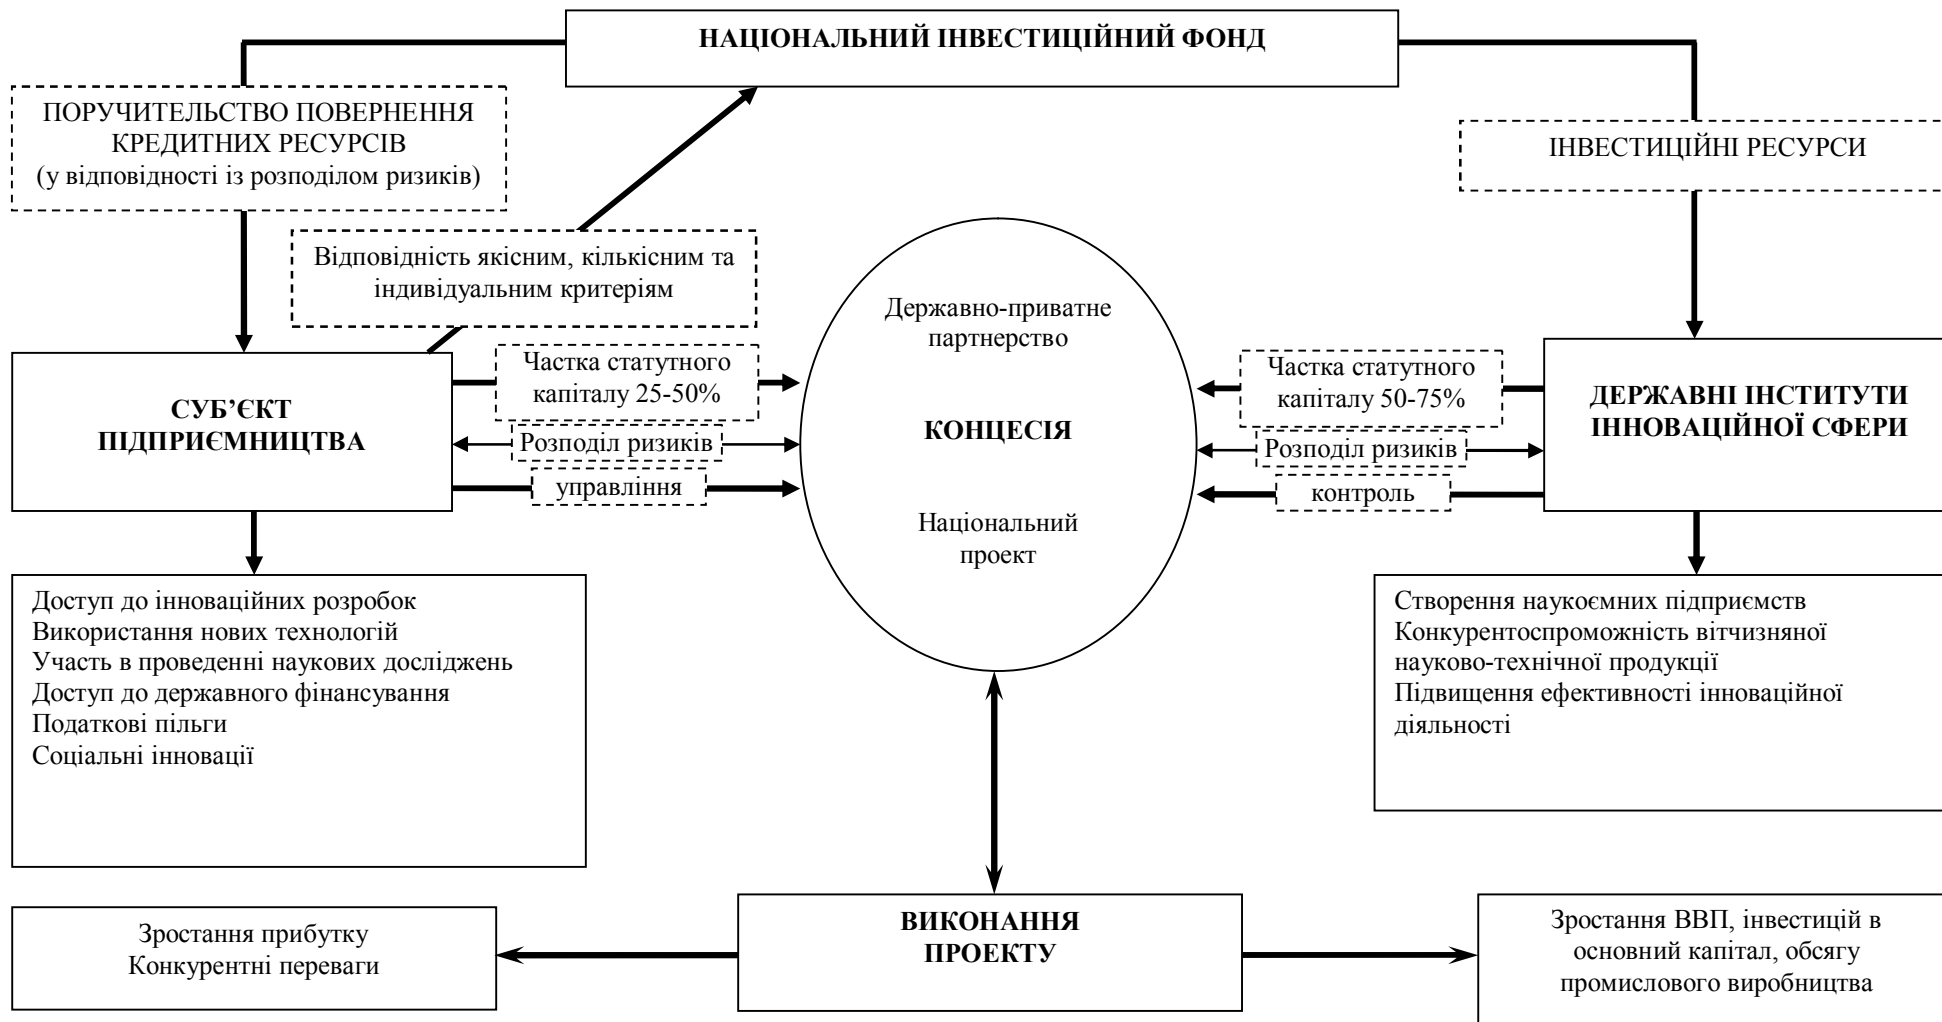 НАЦІОНАЛЬНИЙ ІНВЕСТИЦІЙНИЙ ФОНД
ПОРУЧИТЕЛЬСТВО ПОВЕРНЕННЯ
КРЕДИТНИХ РЕСУРСІВ
(у відповідності із розподілом ризиків)
ІНВЕСТИЦІЙНІ РЕСУРСИ
Відповідність якісним, кількісним та
індивідуальним критеріям
Державно-приватне
партнерство
КОНЦЕСІЯ
Національний
проект
СУБ’ЄКТ
ПІДПРИЄМНИЦТВА
Частка статутного
капіталу 25-50%
Розподіл ризиків
управління
Частка статутного
капіталу 50-75%
Розподіл ризиків
контроль
ДЕРЖАВНІ ІНСТИТУТИ
ІННОВАЦІЙНОЇ СФЕРИ
Доступ до інноваційних розробок
Використання нових технологій
Участь в проведенні наукових досліджень
Доступ до державного фінансування
Податкові пільги
Соціальні інновації
Створення наукоємних підприємств
Конкурентоспроможність вітчизняної
науково-технічної продукції
Підвищення ефективності інноваційної
діяльності
Зростання прибутку
Конкурентні переваги
ВИКОНАННЯ
ПРОЕКТУ
Зростання ВВП, інвестицій в
основний капітал, обсягу
промислового виробництва